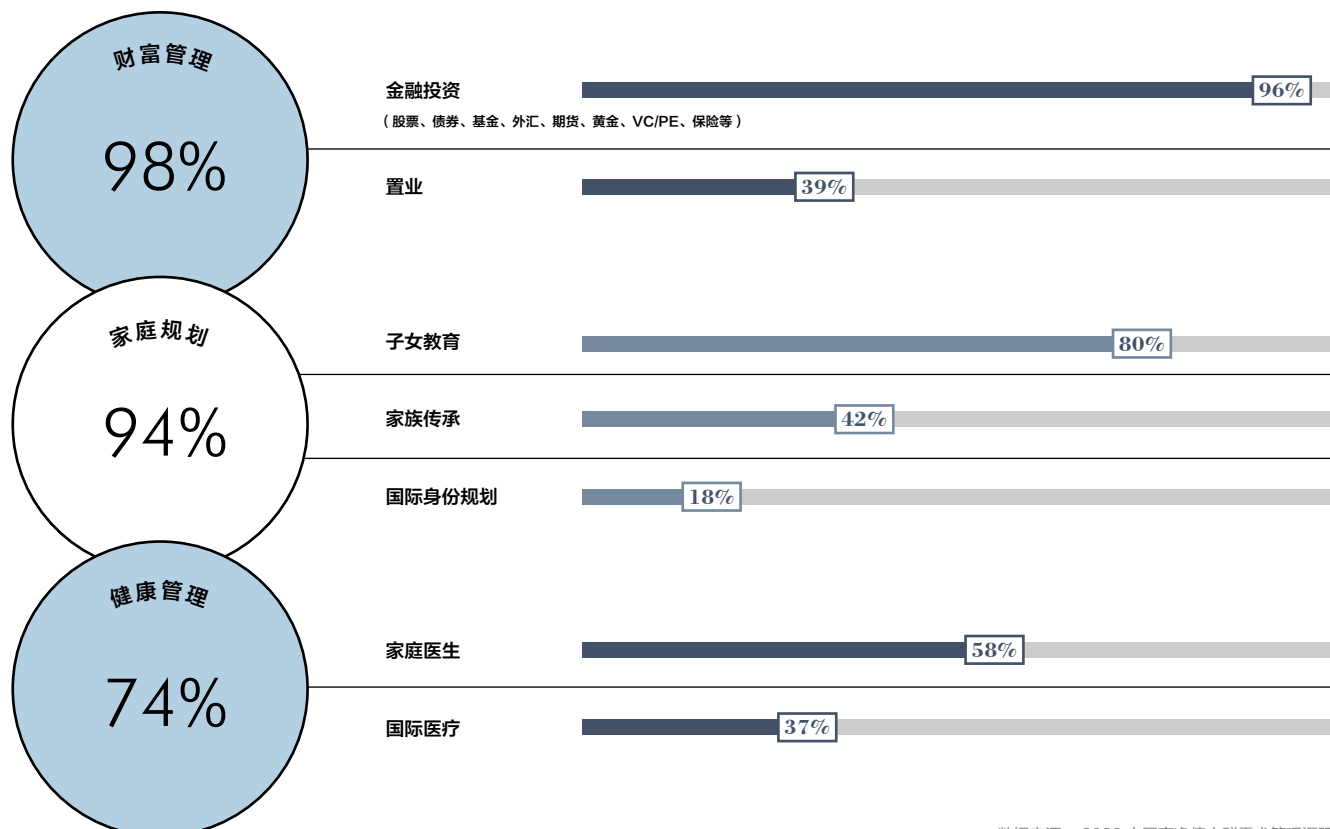 财富管理
98%
金融投资
96%
（股票、债券、基金、外汇、期货、黄金、VC/PE、保险等）
置业
39%
家庭规划
94%
子女教育
80%
家族传承
42%
国际身份规划
18%
健康管理
74%
家庭医生
58%
国际医疗
37%